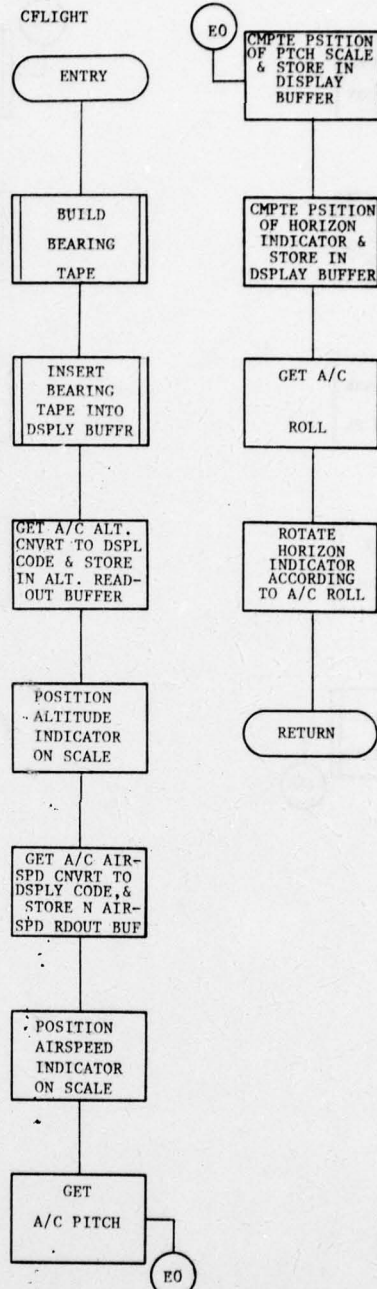 CFLIGHT
ENTRY
BUILD
BEARING
TAPE
INSERT
BEARING
TAPE INTO
DSPLY BUFFR
GET A/C ALT.
CNVRT TO DSPL
CODE & STORE
IN ALT. READ-
OUT BUFFER
POSITION
ALTITUDE
INDICATOR
ON SCALE
GET A/C AIR-
SPD CNVRT TO
DSPLY CODE,&
STORE N AIR-
SPD RDOUT BUF
POSITION
AIRSPEED
INDICATOR
ON SCALE
GET
A/C PITCH
EO
EO
CMPTE PSITION
OF PTCH SCALE
& STORE IN
DISPLAY
BUFFER
CMPTE PSITION
OF HORIZON
INDICATOR &
STORE IN
DSPLAY BUFFER
GET A/C
ROLL
ROTATE
HORIZON
INDICATOR
ACCORDING
TO A/C ROLL
RETURN